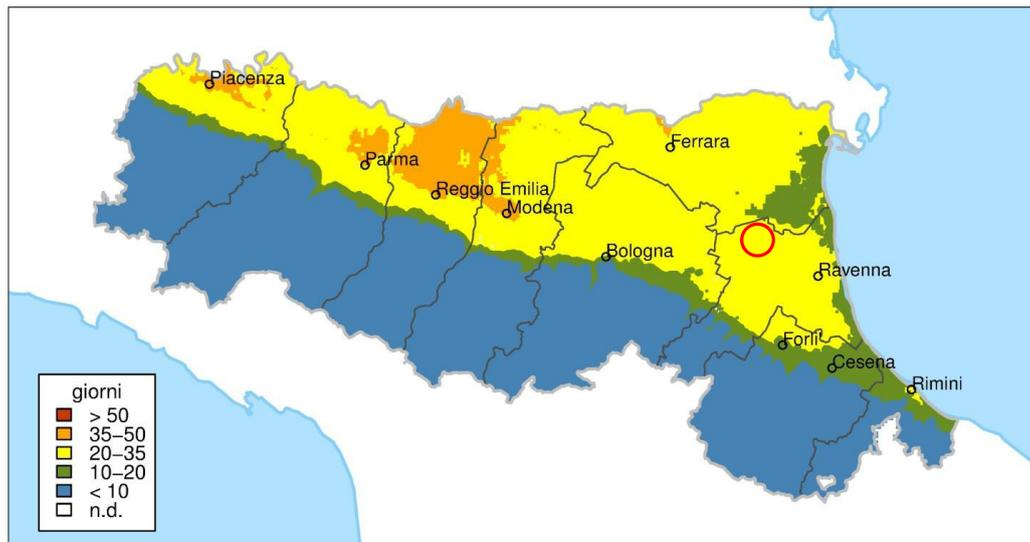 Piacenza
Parma
Reggio Emilia
Modena
Ferrara
Bologna
Ravenna
Forlì'
Cesena
Rimini
giorni
> 50
35–50
20–35
10–20
< 10
n.d.